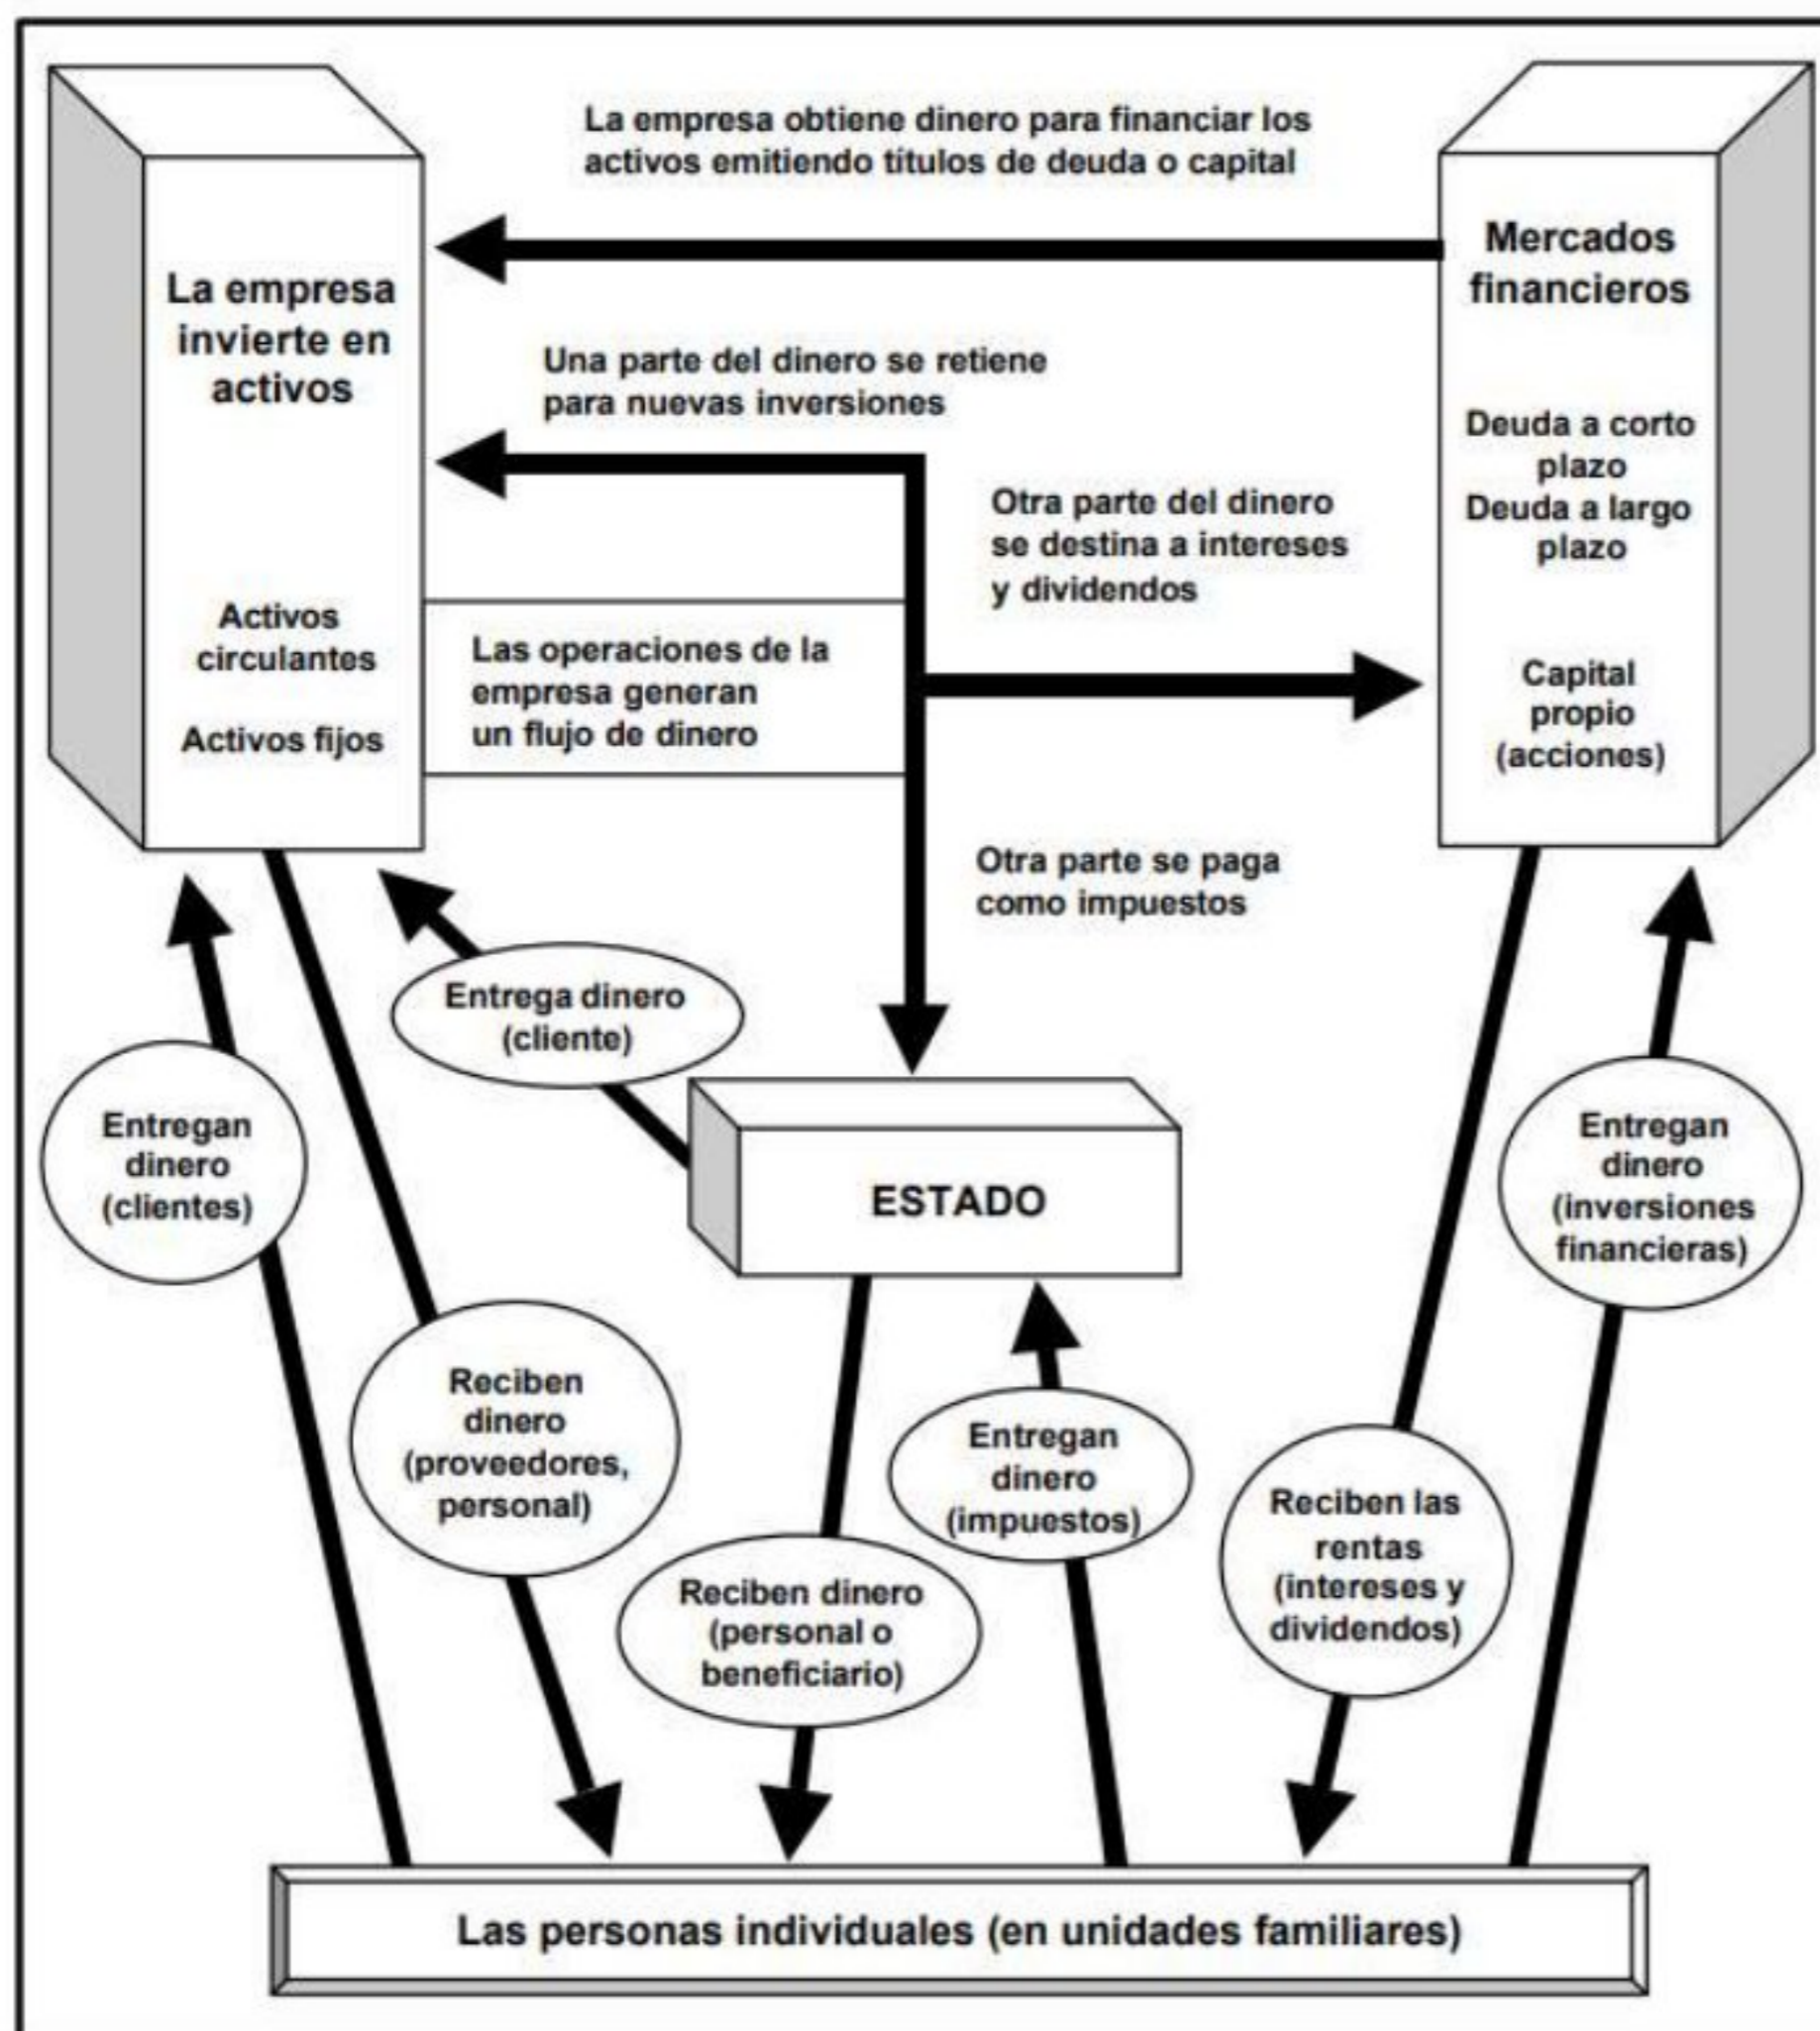 La empresa obtiene dinero para financiar los
activos emitiendo títulos de deuda o capital
La empresa
invierte en
activos
Activos
circulantes
Activos fijos
Mercados
financieros
Deuda a corto
plazo
Deuda a largo
plazo
Capital
propio
(acciones)
Una parte del dinero se retiene
para nuevas inversiones
Otra parte del dinero
se destina a intereses
y dividendos
Las operaciones de la
empresa generan
un flujo de dinero
Otra parte se paga
como impuestos
Entrega dinero
(cliente)
Entregan
dinero
(clientes)
ESTADO
Entregan
dinero
(inversiones
financieras)
Reciben
dinero
(proveedores,
personal)
Entregan
dinero
(impuestos)
Reciben las
rentas
(intereses y
dividendos)
Reciben dinero
(personal o
beneficiario)
Las personas individuales (en unidades familiares)